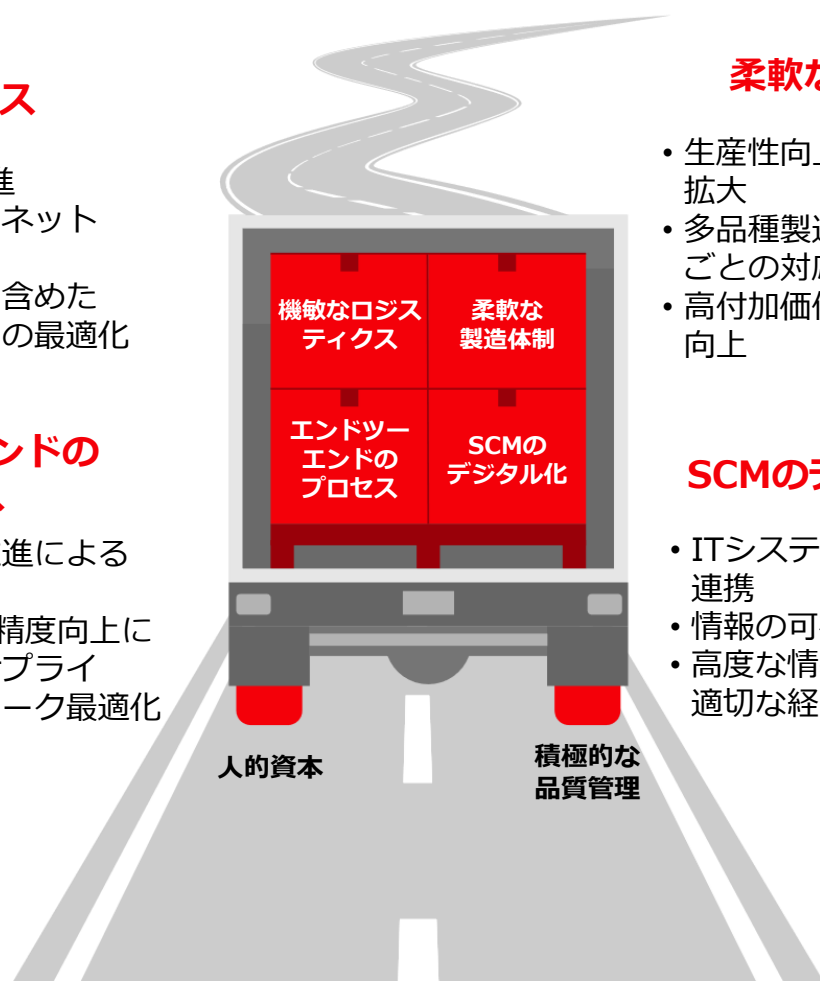 ス
進
ネット
含めた
の最適化
ンドの
進による
精度向上に
プライ
ーク最適化
機敏なロジス
ティクス
柔軟な
製造体制
エンドツー
エンドの
プロセス
SCMの
デジタル化
人的資本
積極的な
品質管理
柔軟な
• 生産性向上
拡大
• 多品種製造
ごとの対応
• 高付加価値
向上
SCMのデ
• ITシステ
連携
• 情報の可
• 高度な情
適切な経